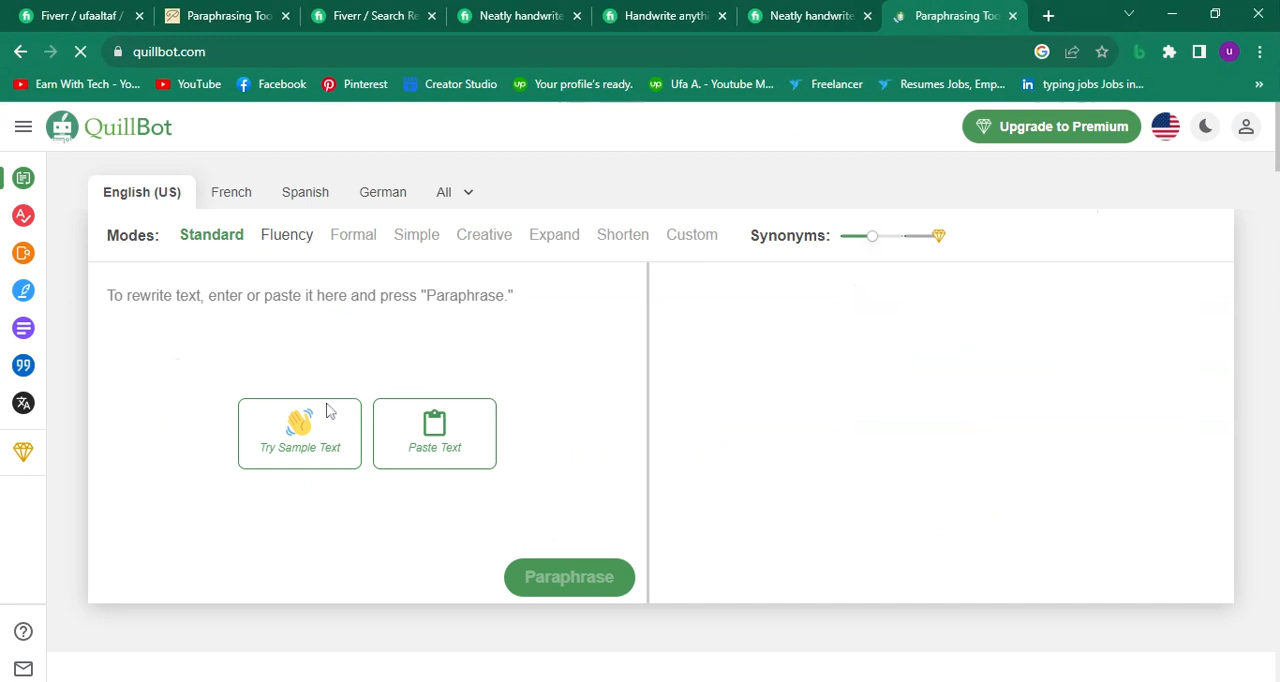 Fiverr / ufaaltaf /
Paraphrasing Too
Fiverr / Search Re
Neatly handwrite
Handwrite anythi
Neatly handwrite
Paraphrasing Too
quillbot.com
u
Earn With Tech - Yo...
YouTube
Facebook
Pinterest
Creator Studio
Your profile's ready.
Ufa A. - Youtube M...
Freelancer
Resumes Jobs, Emp...
typing jobs Jobs in...
QuillBot
Upgrade to Premium
English (US)
French
Spanish
German
All
Modes:
Standard
Fluency
Formal
Simple
Creative
Expand
Shorten
Custom
Synonyms:
To rewrite text, enter or paste it here and press "Paraphrase."
Try Sample Text
Paste Text
Paraphrase